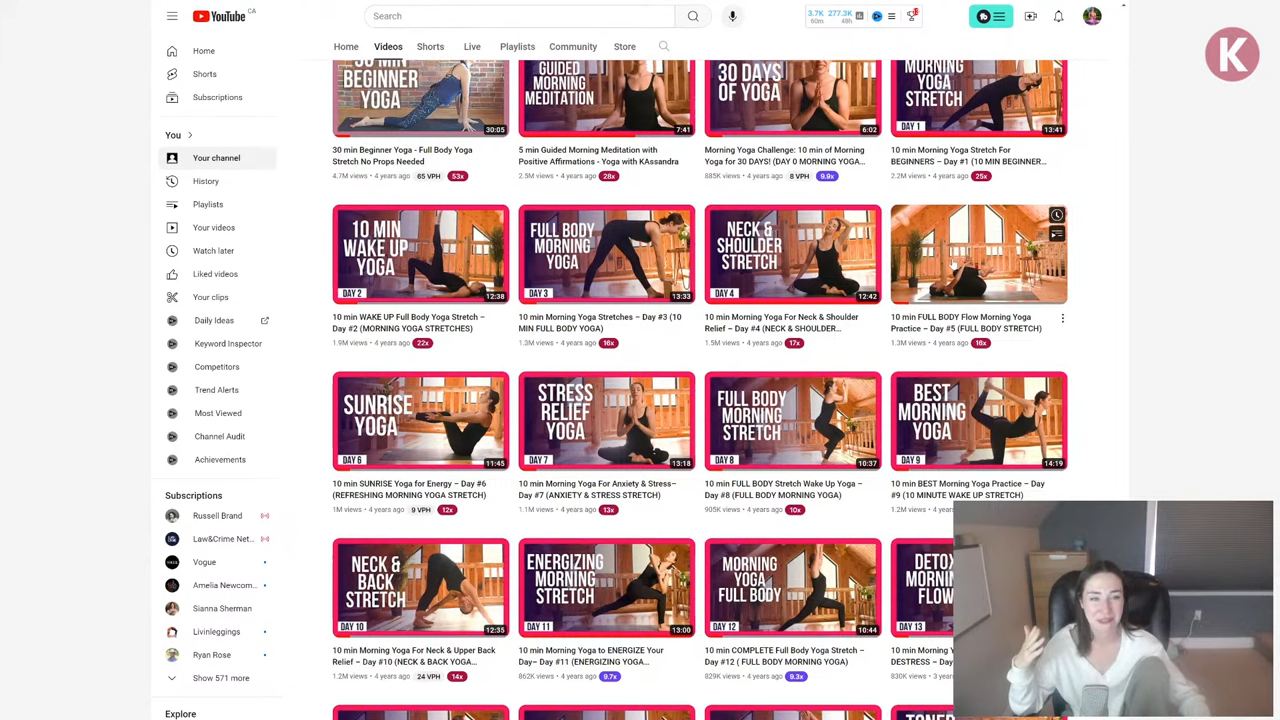 YouTube CA
Search
3.7K 277.3K
60m 48h
K
Home Videos Shorts Live Playlists Community Store
Home
Shorts
Subscriptions
You
Your channel
History
Playlists
Your videos
Watch later
Liked videos
Your clips
Daily Ideas
Keyword Inspector
Competitors
Trend Alerts
Most Viewed
Channel Audit
Achievements
Subscriptions
Russell Brand
Law&Crime Net...
Vogue
Amelia Newcom...
Sianna Sherman
Livinleggings
Ryan Rose
Show 571 more
Explore
BEGINNER
YOGA
30:05
30 min Beginner Yoga - Full Body Yoga
Stretch No Props Needed
4.7M views • 4 years ago 65 VPH 53x
GUIDED
MORNING
MEDITATION
7:41
5 min Guided Morning Meditation with
Positive Affirmations - Yoga with KAssandra
2.5M views • 4 years ago 28x
30 DAYS
OF YOGA
6:02
Morning Yoga Challenge: 10 min of Morning
Yoga for 30 DAYS! (DAY 0 MORNING YOGA...
885K views • 4 years ago 8 VPH 9.9x
MORNING
YOGA
STRETCH
DAY 1
13:41
10 min Morning Yoga Stretch For
BEGINNERS – Day #1 (10 MIN BEGINNER...
2.2M views • 4 years ago 25x
10 MIN
WAKE UP
YOGA
DAY 2
12:38
10 min WAKE UP Full Body Yoga Stretch –
Day #2 (MORNING YOGA STRETCHES)
1.9M views • 4 years ago 22x
FULL BODY
MORNING
YOGA
DAY 3
13:33
10 min Morning Yoga Stretches – Day #3 (10
MIN FULL BODY YOGA)
1.3M views • 4 years ago 16x
NECK &
SHOULDER
STRETCH
DAY 4
12:42
10 min Morning Yoga For Neck & Shoulder
Relief – Day #4 (NECK & SHOULDER...
1.5M views • 4 years ago 17x
10 min FULL BODY Flow Morning Yoga
Practice – Day #5 (FULL BODY STRETCH)
1.3M views • 4 years ago 16x
SUNRISE
YOGA
DAY 6
11:45
10 min SUNRISE Yoga for Energy – Day #6
(REFRESHING MORNING YOGA STRETCH)
1M views • 4 years ago 9 VPH 12x
STRESS
RELIEF
YOGA
DAY 7
13:18
10 min Morning Yoga For Anxiety & Stress–
Day #7 (ANXIETY & STRESS STRETCH)
1.1M views • 4 years ago 13x
FULL BODY
MORNING
STRETCH
DAY 8
10:37
10 min FULL Body Stretch Wake Up Yoga –
Day #8 (FULL BODY MORNING YOGA)
905K views • 4 years ago 10x
BEST
MORNING
YOGA
DAY 9
14:19
10 min BEST Morning Yoga Practice – Day
#9 (10 MINUTE WAKE UP STRETCH)
1.2M
NECK &
BACK
STRETCH
DAY 10
12:35
10 min Morning Yoga For Neck & Upper Back
Relief – Day #10 (NECK & BACK YOGA...
1.2M views • 4 years ago 24 VPH 14x
ENERGIZING
MORNING
STRETCH
DAY 11
13:00
10 min Morning Yoga to ENERGIZE Your
Day– Day #11 (ENERGIZING YOGA...
862K views • 4 years ago 9.7x
MORNING
YOGA
FULL BODY
DAY 12
10:44
10 min COMPLETE Full Body Yoga Stretch –
Day #12 ( FULL BODY MORNING YOGA)
829K views • 4 years ago 9.3x
DAY 13
10 min
DESTRESS –
830K views